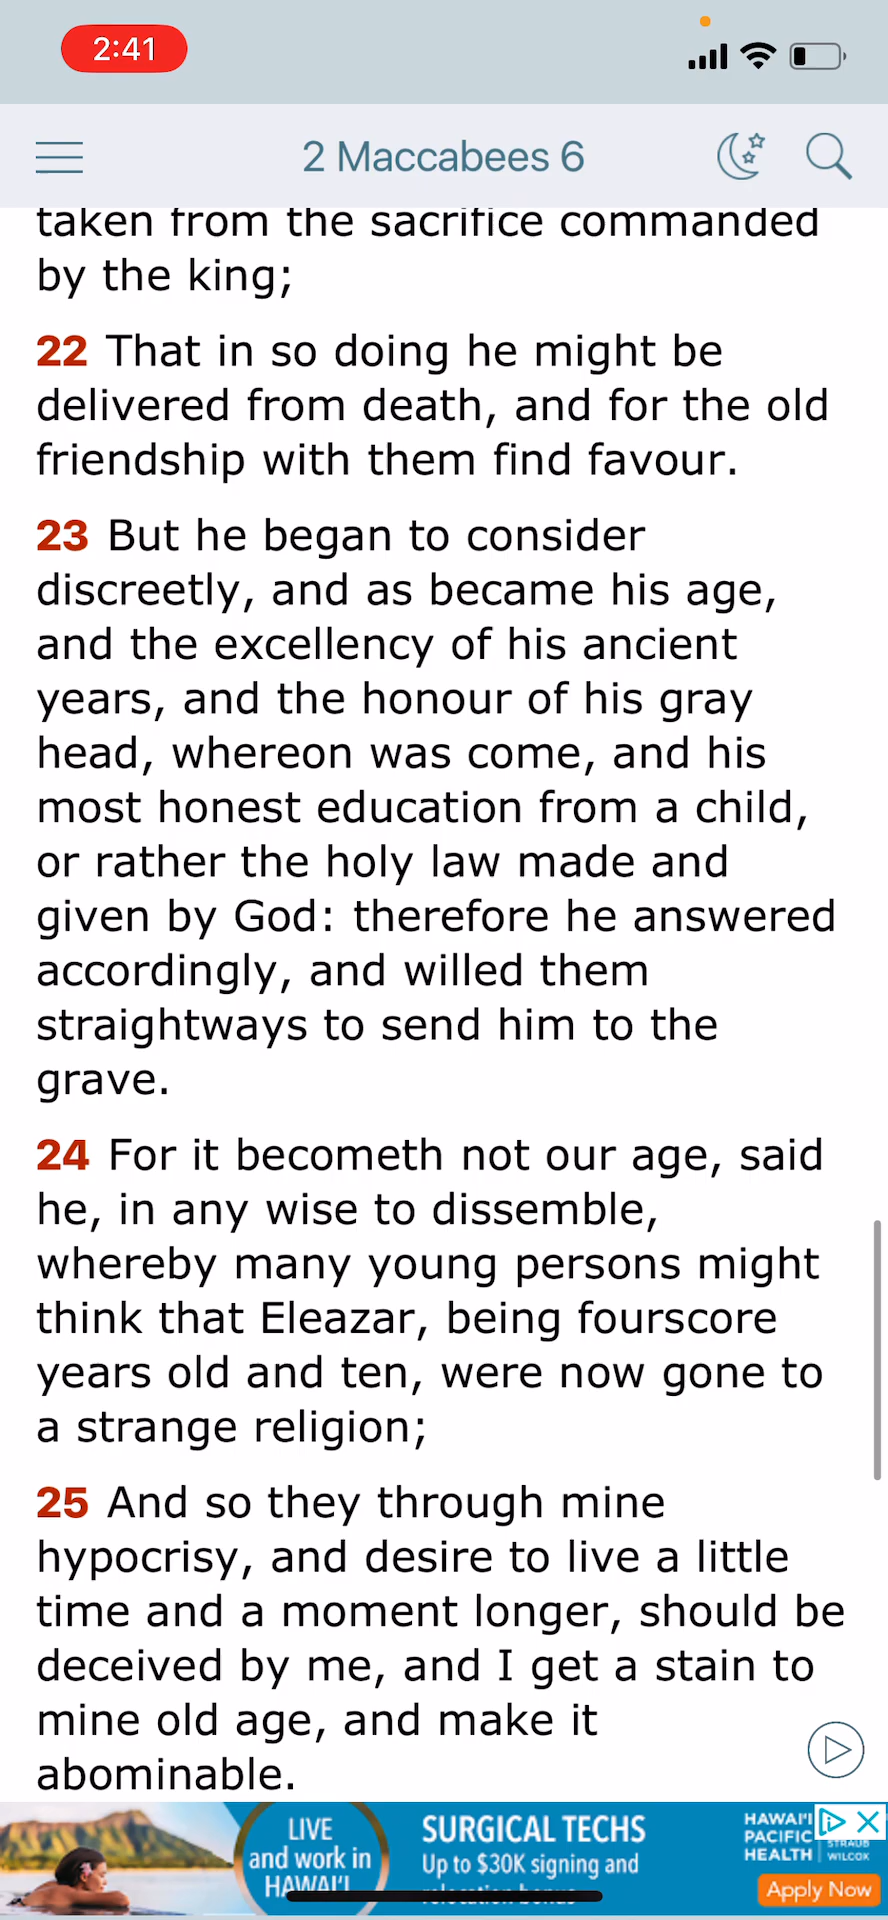 2:41
2 Maccabees 6
taken from the sacrifice commanded
by the king;
22 That in so doing he might be
delivered from death, and for the old
friendship with them find favour.
23 But he began to consider
discreetly, and as became his age,
and the excellency of his ancient
years, and the honour of his gray
head, whereon was come, and his
most honest education from a child,
or rather the holy law made and
given by God: therefore he answered
accordingly, and willed them
straightways to send him to the
grave.
24 For it becometh not our age, said
he, in any wise to dissemble,
whereby many young persons might
think that Eleazar, being fourscore
years old and ten, were now gone to
a strange religion;
25 And so they through mine
hypocrisy, and desire to live a little
time and a moment longer, should be
deceived by me, and I get a stain to
mine old age, and make it
abominable.
LIVE
and work in
HAWAI'I
SURGICAL TECHS
Up to $30K signing and
HAWAI'I
PACIFIC
HEALTH
STRAUB
WILCOX
Apply Now